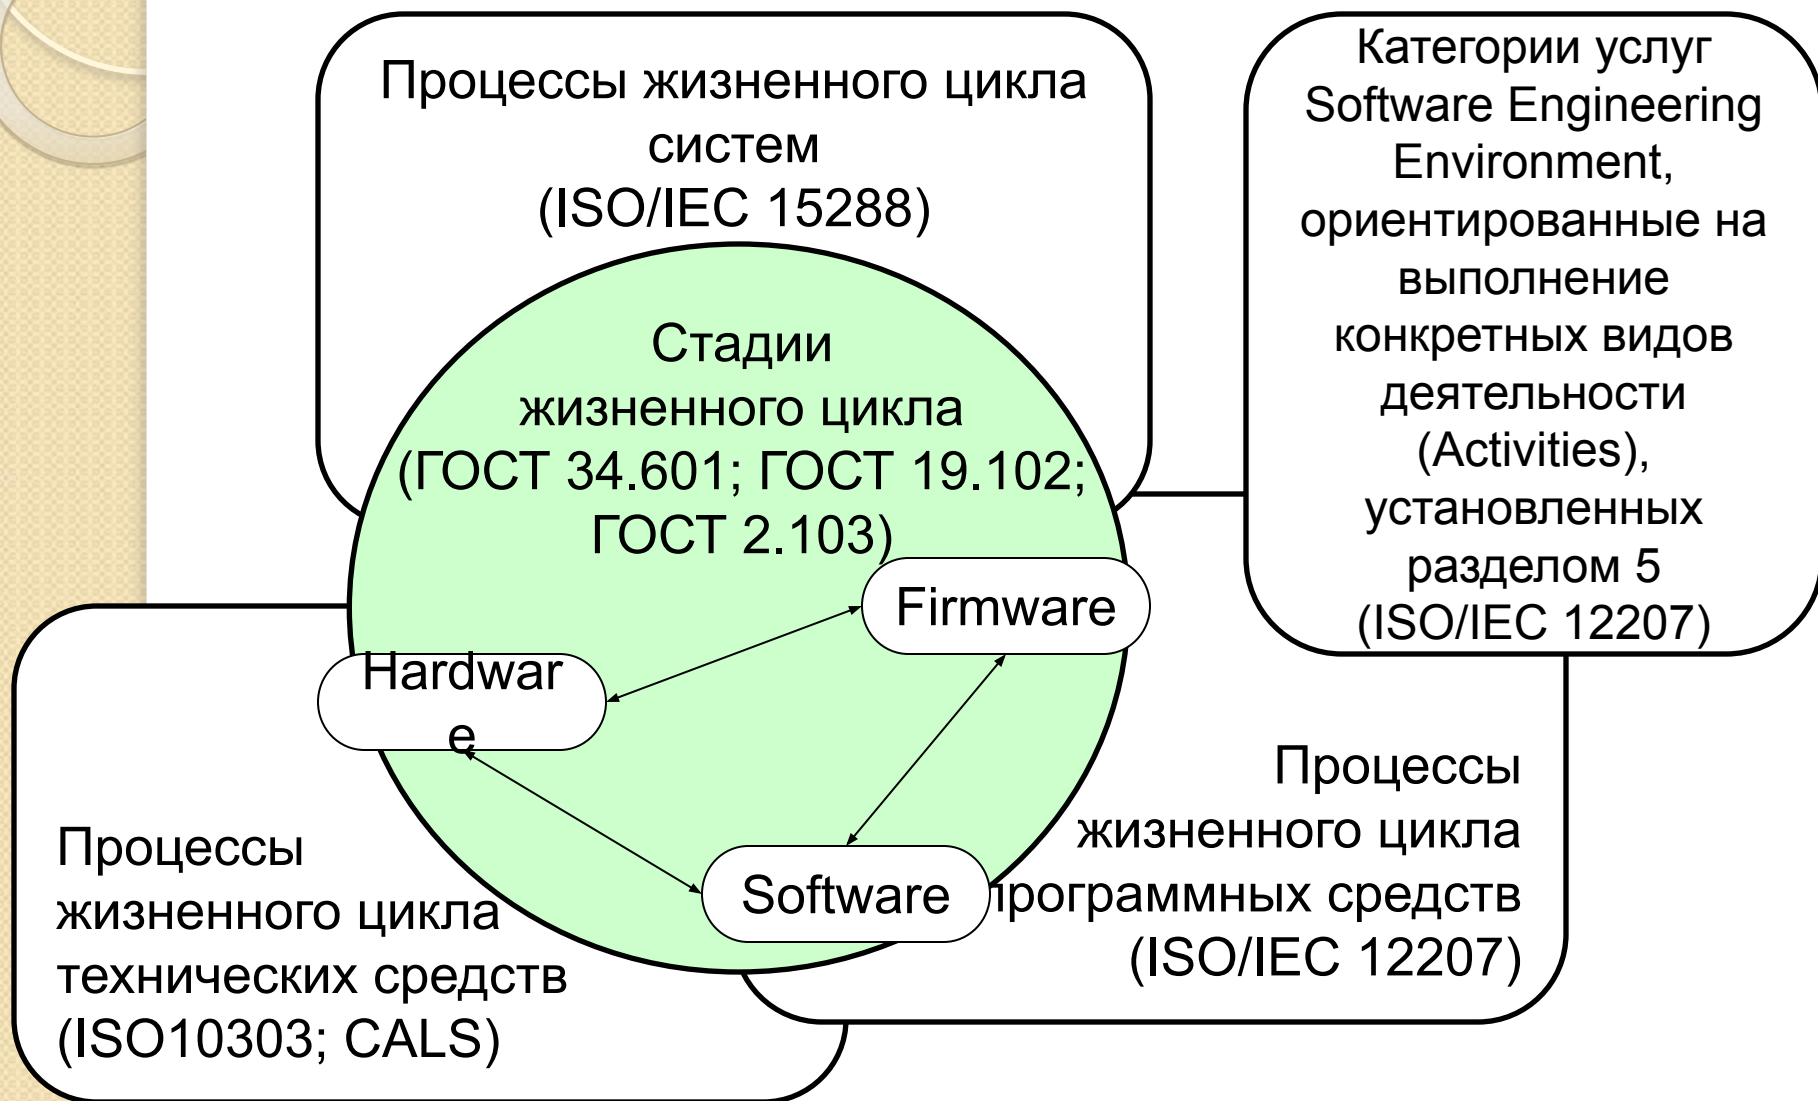 Процессы жизненного цикла
систем
(ISO/IEC 15288)
Категории услуг
Software Engineering
Environment,
ориентированные на
выполнение
конкретных видов
деятельности
(Activities),
установленных
разделом 5
(ISO/IEC 12207)
Стадии
жизненного цикла
(ГОСТ 34.601; ГОСТ 19.102;
ГОСТ 2.103)
Firmware
Hardwar
e
Software
Процессы
жизненного цикла
программных средств
(ISO/IEC 12207)
Процессы
жизненного цикла
технических средств
(ISO10303; CALS)